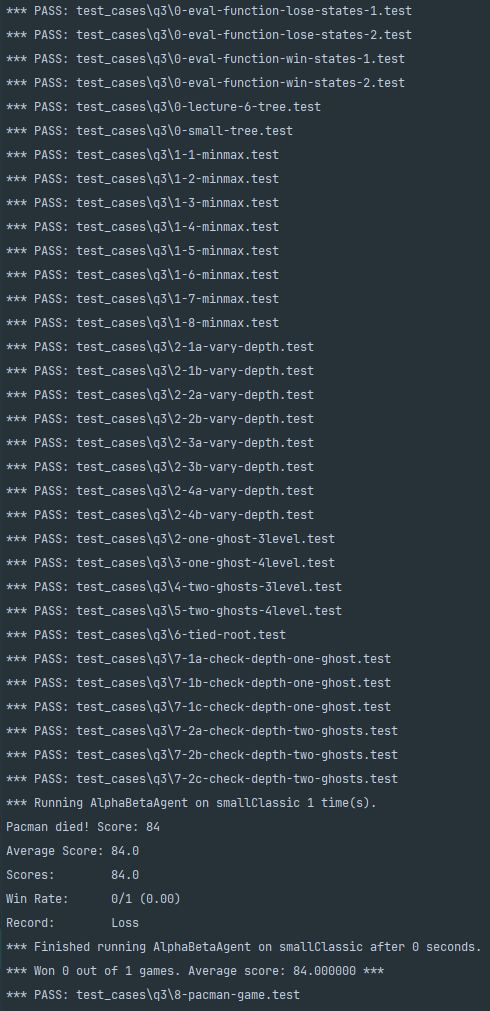 *** PASS: test_cases\q3\0-eval-function-lose-states-1.test
*** PASS: test_cases\q3\0-eval-function-lose-states-2.test
*** PASS: test_cases\q3\0-eval-function-win-states-1.test
*** PASS: test_cases\q3\0-eval-function-win-states-2.test
*** PASS: test_cases\q3\0-lecture-6-tree.test
*** PASS: test_cases\q3\0-small-tree.test
*** PASS: test_cases\q3\1-1-minmax.test
*** PASS: test_cases\q3\1-2-minmax.test
*** PASS: test_cases\q3\1-3-minmax.test
*** PASS: test_cases\q3\1-4-minmax.test
*** PASS: test_cases\q3\1-5-minmax.test
*** PASS: test_cases\q3\1-6-minmax.test
*** PASS: test_cases\q3\1-7-minmax.test
*** PASS: test_cases\q3\1-8-minmax.test
*** PASS: test_cases\q3\2-1a-vary-depth.test
*** PASS: test_cases\q3\2-1b-vary-depth.test
*** PASS: test_cases\q3\2-2a-vary-depth.test
*** PASS: test_cases\q3\2-2b-vary-depth.test
*** PASS: test_cases\q3\2-3a-vary-depth.test
*** PASS: test_cases\q3\2-3b-vary-depth.test
*** PASS: test_cases\q3\2-4a-vary-depth.test
*** PASS: test_cases\q3\2-4b-vary-depth.test
*** PASS: test_cases\q3\2-one-ghost-3level.test
*** PASS: test_cases\q3\3-one-ghost-4level.test
*** PASS: test_cases\q3\4-two-ghosts-3level.test
*** PASS: test_cases\q3\5-two-ghosts-4level.test
*** PASS: test_cases\q3\6-tied-root.test
*** PASS: test_cases\q3\7-1a-check-depth-one-ghost.test
*** PASS: test_cases\q3\7-1b-check-depth-one-ghost.test
*** PASS: test_cases\q3\7-1c-check-depth-one-ghost.test
*** PASS: test_cases\q3\7-2a-check-depth-two-ghosts.test
*** PASS: test_cases\q3\7-2b-check-depth-two-ghosts.test
*** PASS: test_cases\q3\7-2c-check-depth-two-ghosts.test
*** Running AlphaBetaAgent on smallClassic 1 time(s).
Pacman died! Score: 84
Average Score: 84.0
Scores:        84.0
Win Rate:      0/1 (0.00)
Record:        Loss
*** Finished running AlphaBetaAgent on smallClassic after 0 seconds.
*** Won 0 out of 1 games. Average score: 84.000000 ***
*** PASS: test_cases\q3\8-pacman-game.test